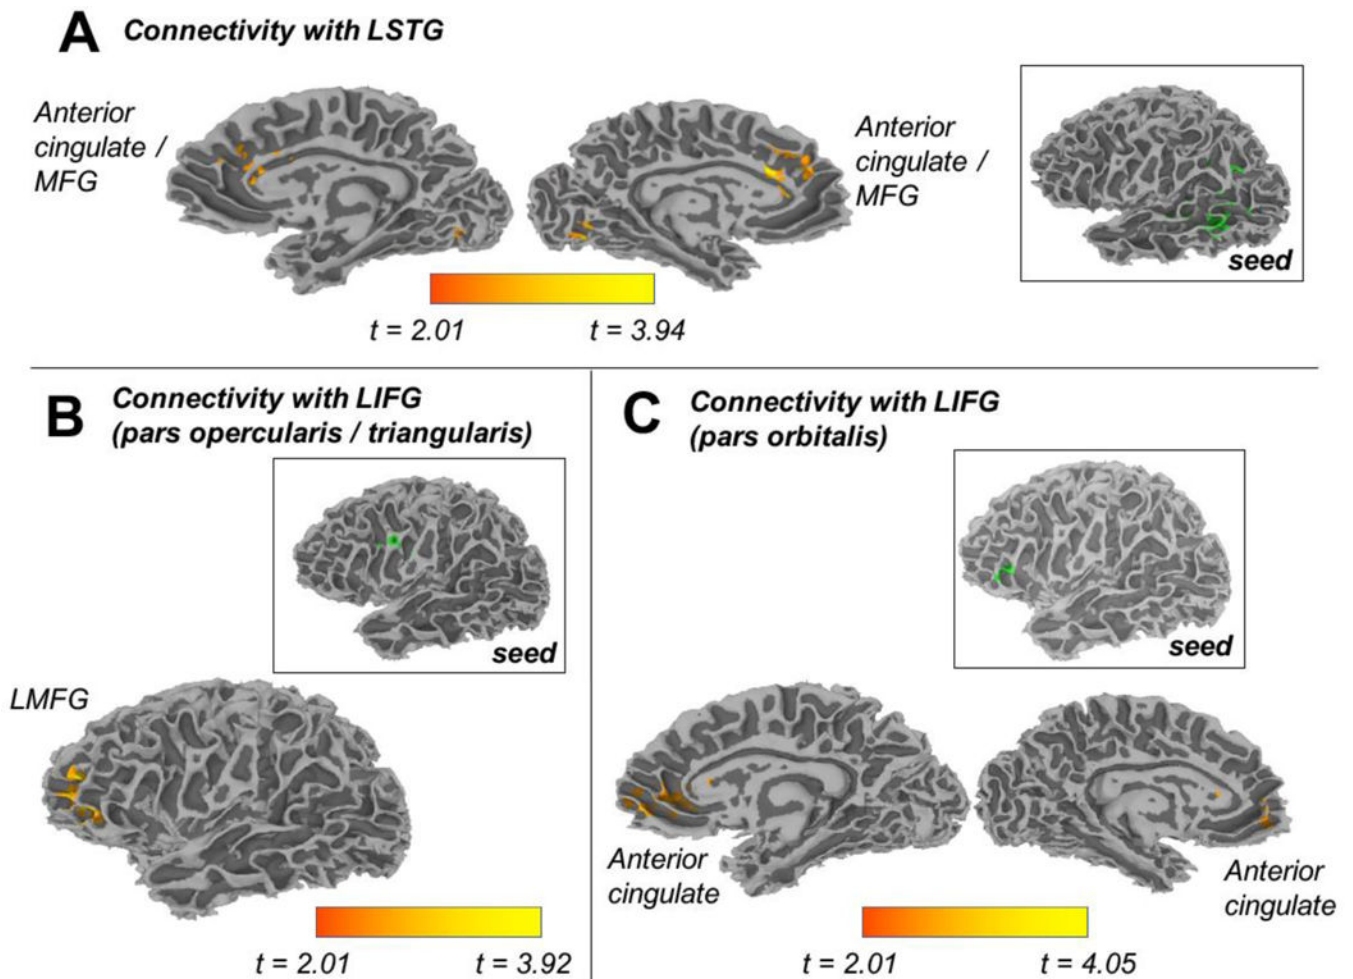 A
Connectivity with LSTG
Anterior
cingulate /
MFG
Anterior
cingulate /
MFG
seed
t = 2.01
t = 3.94
B
Connectivity with LIFG
(pars opercularis / triangularis)
seed
LMFG
t = 2.01
t = 3.92
C
Connectivity with LIFG
(pars orbitalis)
seed
Anterior
cingulate
Anterior
cingulate
t = 2.01
t = 4.05